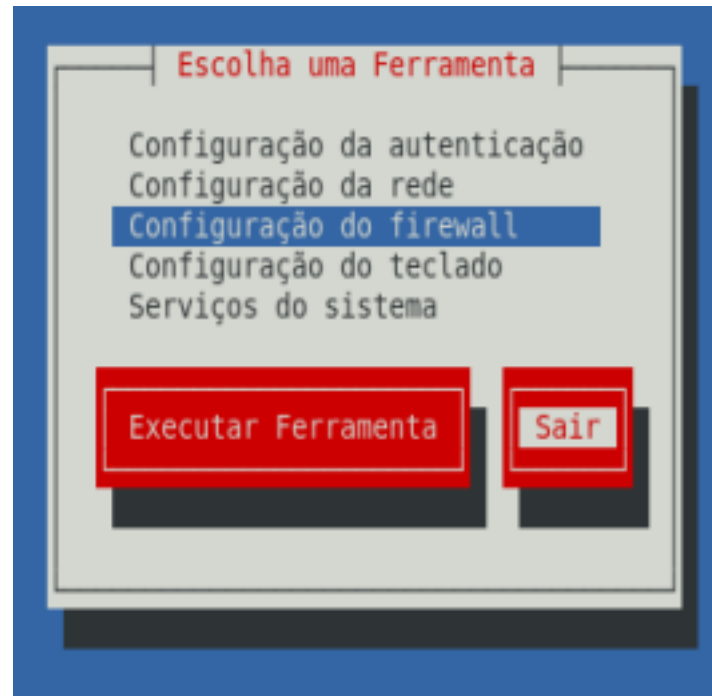 Escolha uma Ferramenta
Configuração da autenticação
Configuração da rede
Configuração do firewall
Configuração do teclado
Serviços do sistema
Executar Ferramenta Sair